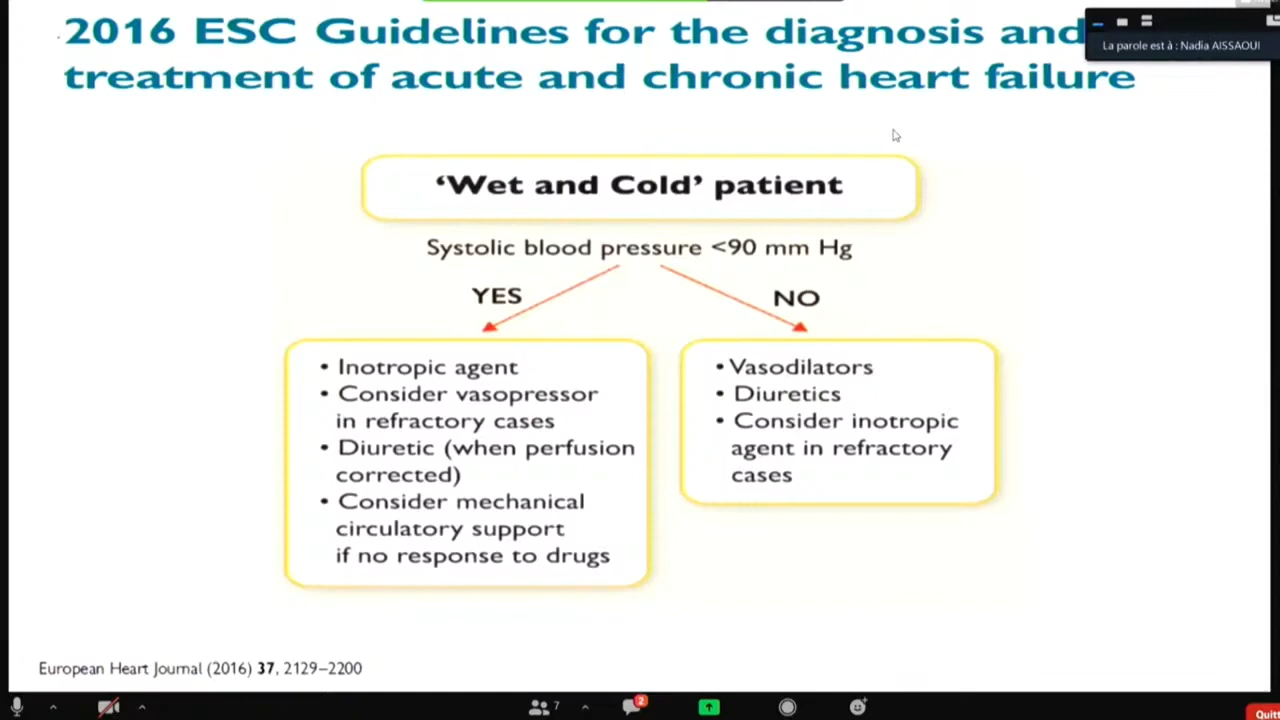 2016 ESC Guidelines for the diagnosis and
treatment of acute and chronic heart failure
La parole est à : Nadia AISSAOUI
‘Wet and Cold’ patient
Systolic blood pressure <90 mm Hg
YES
NO
• Inotropic agent
• Consider vasopressor
in refractory cases
• Diuretic (when perfusion
corrected)
• Consider mechanical
circulatory support
if no response to drugs
• Vasodilators
• Diuretics
• Consider inotropic
agent in refractory
cases
European Heart Journal (2016) 37, 2129–2200
7
2
Quitt